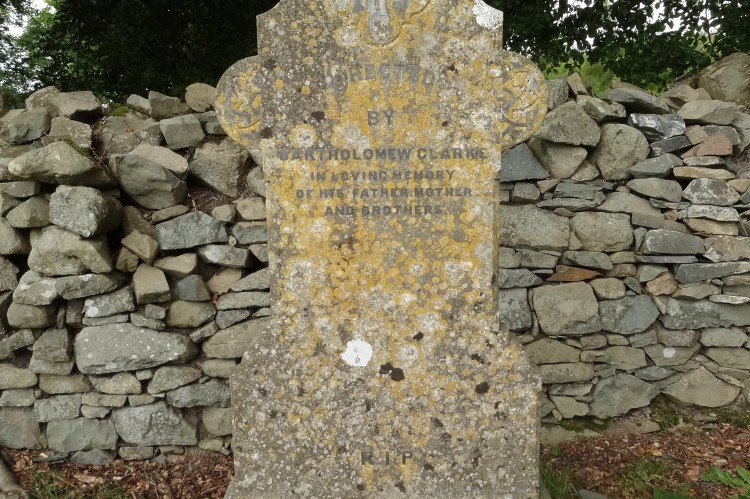 ERECTED
BY
BARTHOLOMEW CLARKE
IN LOVING MEMORY
OF HIS FATHER MOTHER
AND BROTHERS
R.I.P.